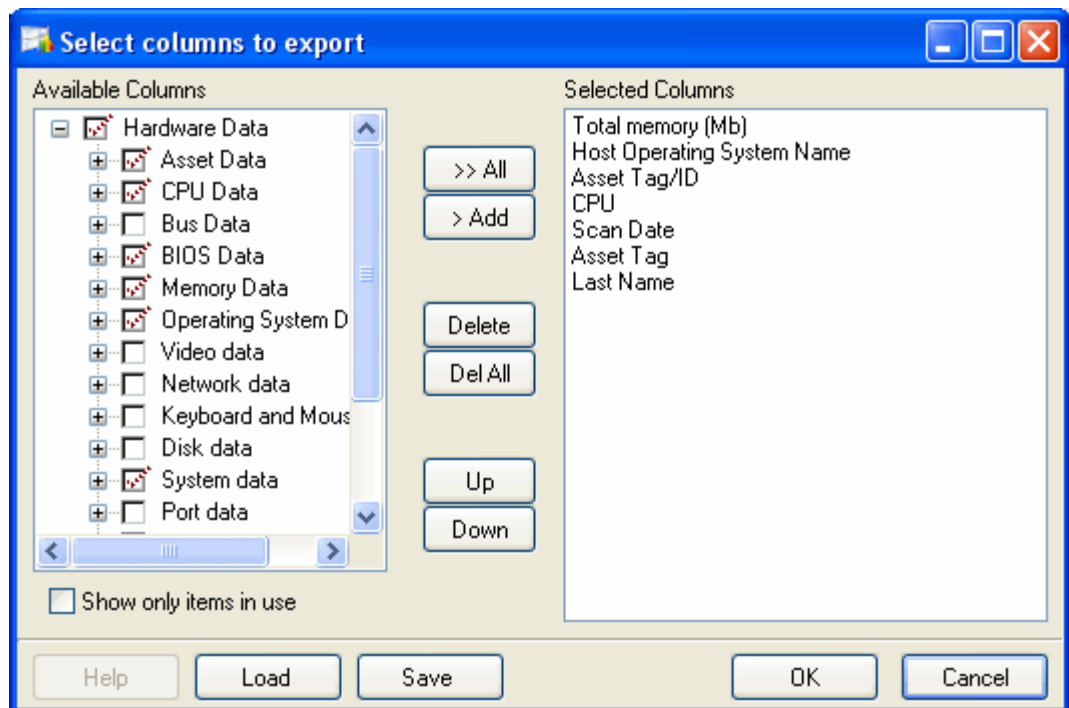 Select columns to export
Available Columns
Hardware Data
Asset Data
CPU Data
Bus Data
BIOS Data
Memory Data
Operating System D
Video data
Network data
Keyboard and Mous
Disk data
System data
Port data
Show only items in use
>> All
> Add
Delete
Del All
Up
Down
Selected Columns
Total memory (Mb)
Host Operating System Name
Asset Tag/ID
CPU
Scan Date
Asset Tag
Last Name
Help
Load
Save
OK
Cancel